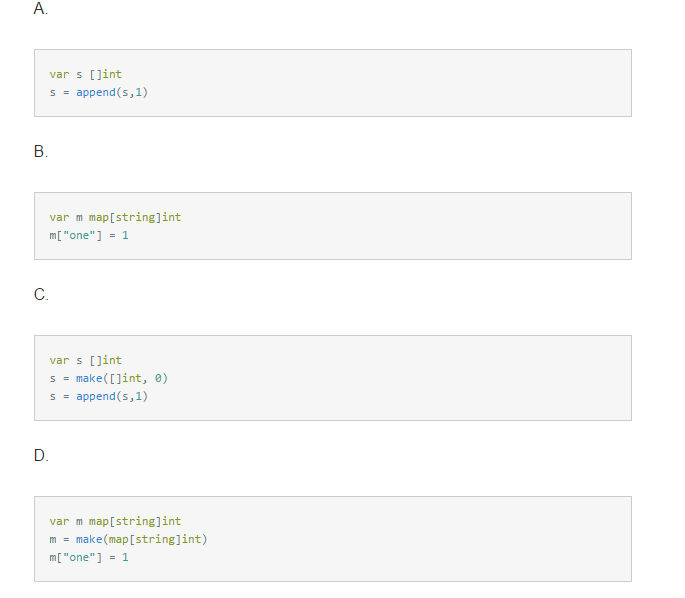 A.
var s []int
s = append(s,1)
B.
var m map[string]int
m["one"] = 1
C.
var s []int
s = make([]int, 0)
s = append(s,1)
D.
var m map[string]int
m = make(map[string]int)
m["one"] = 1